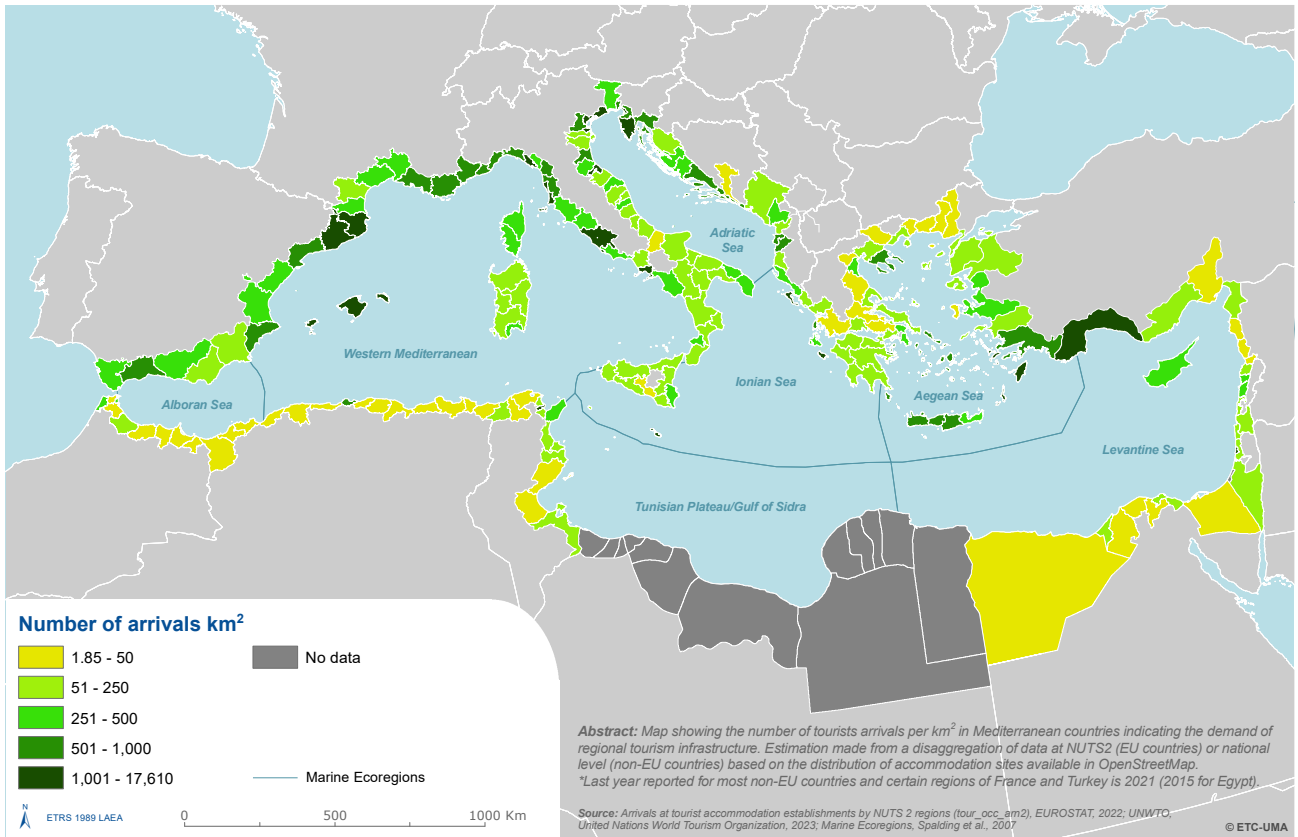 Adriatic
Sea
Western Mediterranean
Ionian Sea
Aegean Sea
Alboran Sea
Levantine Sea
Tunisian Plateau/Gulf of Sidra
Number of arrivals km²
1.85 - 50
No data
51 - 250
251 - 500
501 - 1,000
1,001 - 17,610
Marine Ecoregions
N
ETRS 1989 LAEA
0 500 1000 Km
Abstract: Map showing the number of tourists arrivals per km² in Mediterranean countries indicating the demand of
regional tourism infrastructure. Estimation made from a disaggregation of data at NUTS2 (EU countries) or national
level (non-EU countries) based on the distribution of accommodation sites available in OpenStreetMap.
*Last year reported for most non-EU countries and certain regions of France and Turkey is 2021 (2015 for Egypt).
Source: Arrivals at tourist accommodation establishments by NUTS 2 regions (tour_occ_arn2), EUROSTAT, 2022; UNWTO,
United Nations World Tourism Organization, 2023; Marine Ecoregions, Spalding et al., 2007
© ETC-UMA